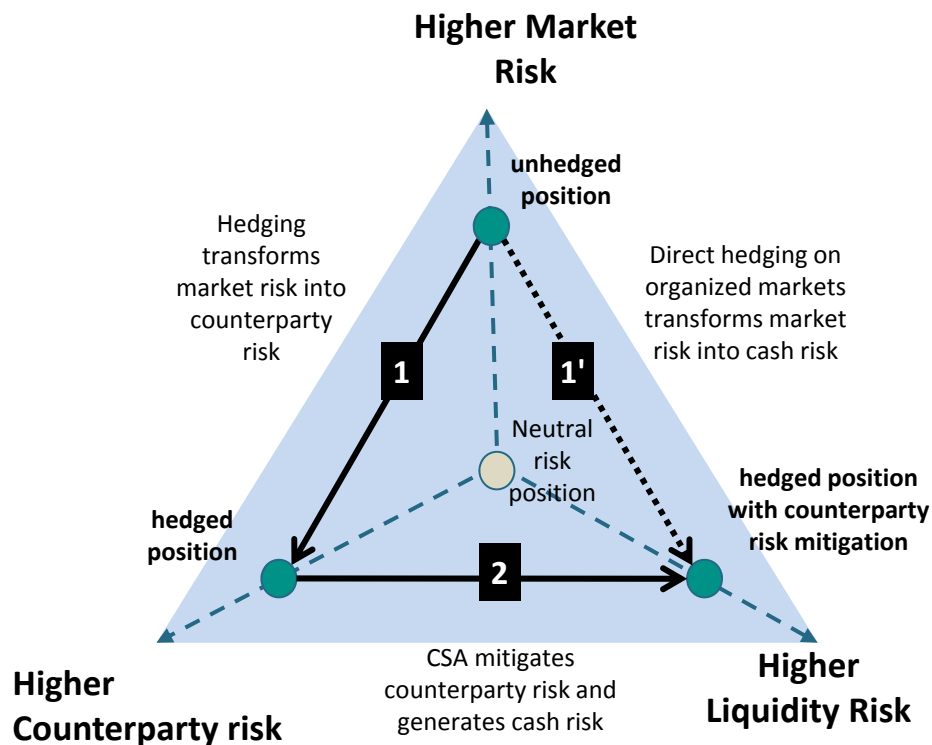 Higher Market
Risk
unhedged
position
Hedging
transforms
market risk into
counterparty
risk
Direct hedging on
organized markets
transforms market
risk into cash risk
1
1'
Neutral
risk
position
hedged
position
hedged position
with counterparty
risk mitigation
2
Higher
Counterparty risk
CSA mitigates
counterparty risk and
generates cash risk
Higher
Liquidity Risk